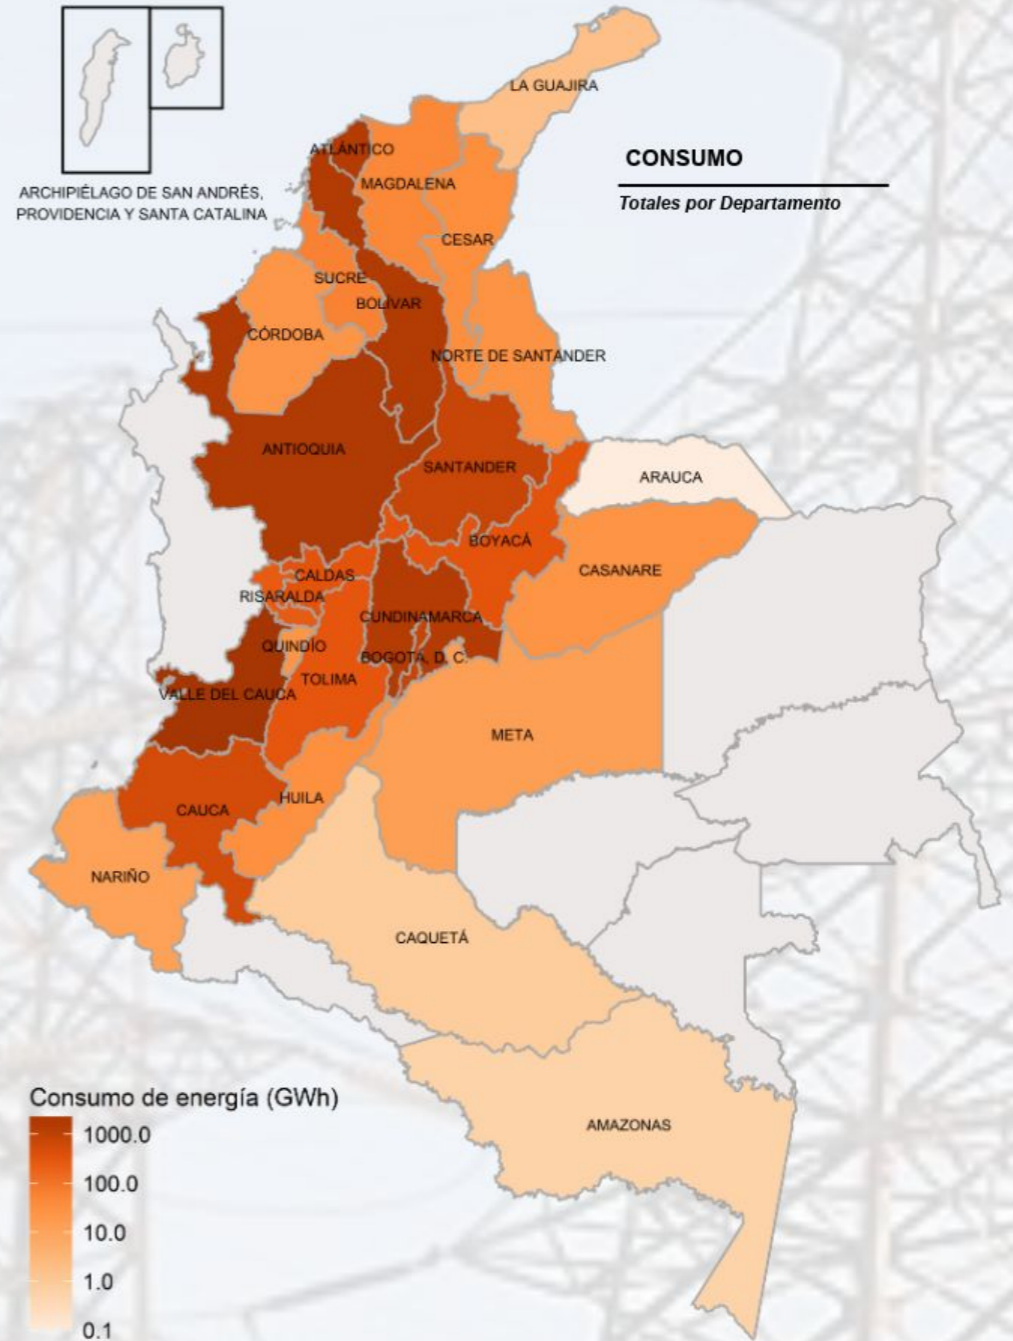 LA GUAJIRA
ATLÁNTICO
CONSUMO
MAGDALENA
ARCHIPIÉLAGO DE SAN ANDRÉS,
PROVIDENCIA Y SANTA CATALINA
Totales por Departamento
CESAR
SUCRE
BOLIVAR
CÓRDOBA
NORTE DE SANTANDER
ANTIOQUIA
SANTANDER
ARAUCA
BOYACÁ
CASANARE
CALDAS
RISARALDA
CUNDINAMARCA
QUINDÍO
BOGOTA, D. C.
TOLIMA
VALLE DEL CAUCA
META
HUILA
CAUCA
NARIÑO
CAQUETÁ
AMAZONAS
Consumo de energía (GWh)
1000.0
100.0
10.0
1.0
0.1